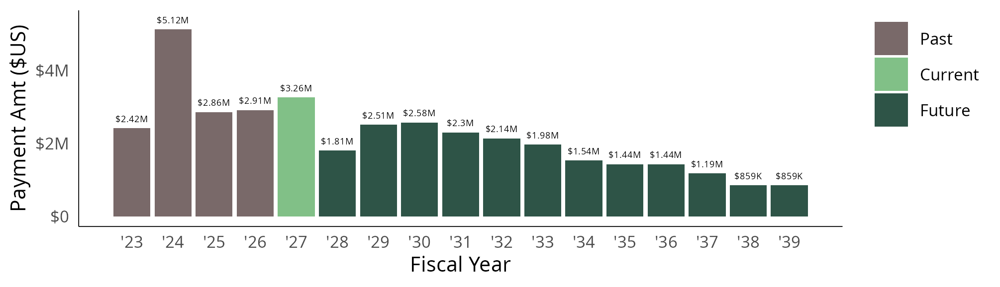 Payment Amt ($US)
$4M
$2M
$0
$2.42M
$5.12M
$2.86M
$2.91M
$3.26M
$1.81M
$2.51M
$2.58M
$2.3M
$2.14M
$1.98M
$1.54M
$1.44M
$1.44M
$1.19M
$859K
$859K
'23 '24 '25 '26 '27 '28 '29 '30 '31 '32 '33 '34 '35 '36 '37 '38 '39
Fiscal Year
Past
Current
Future